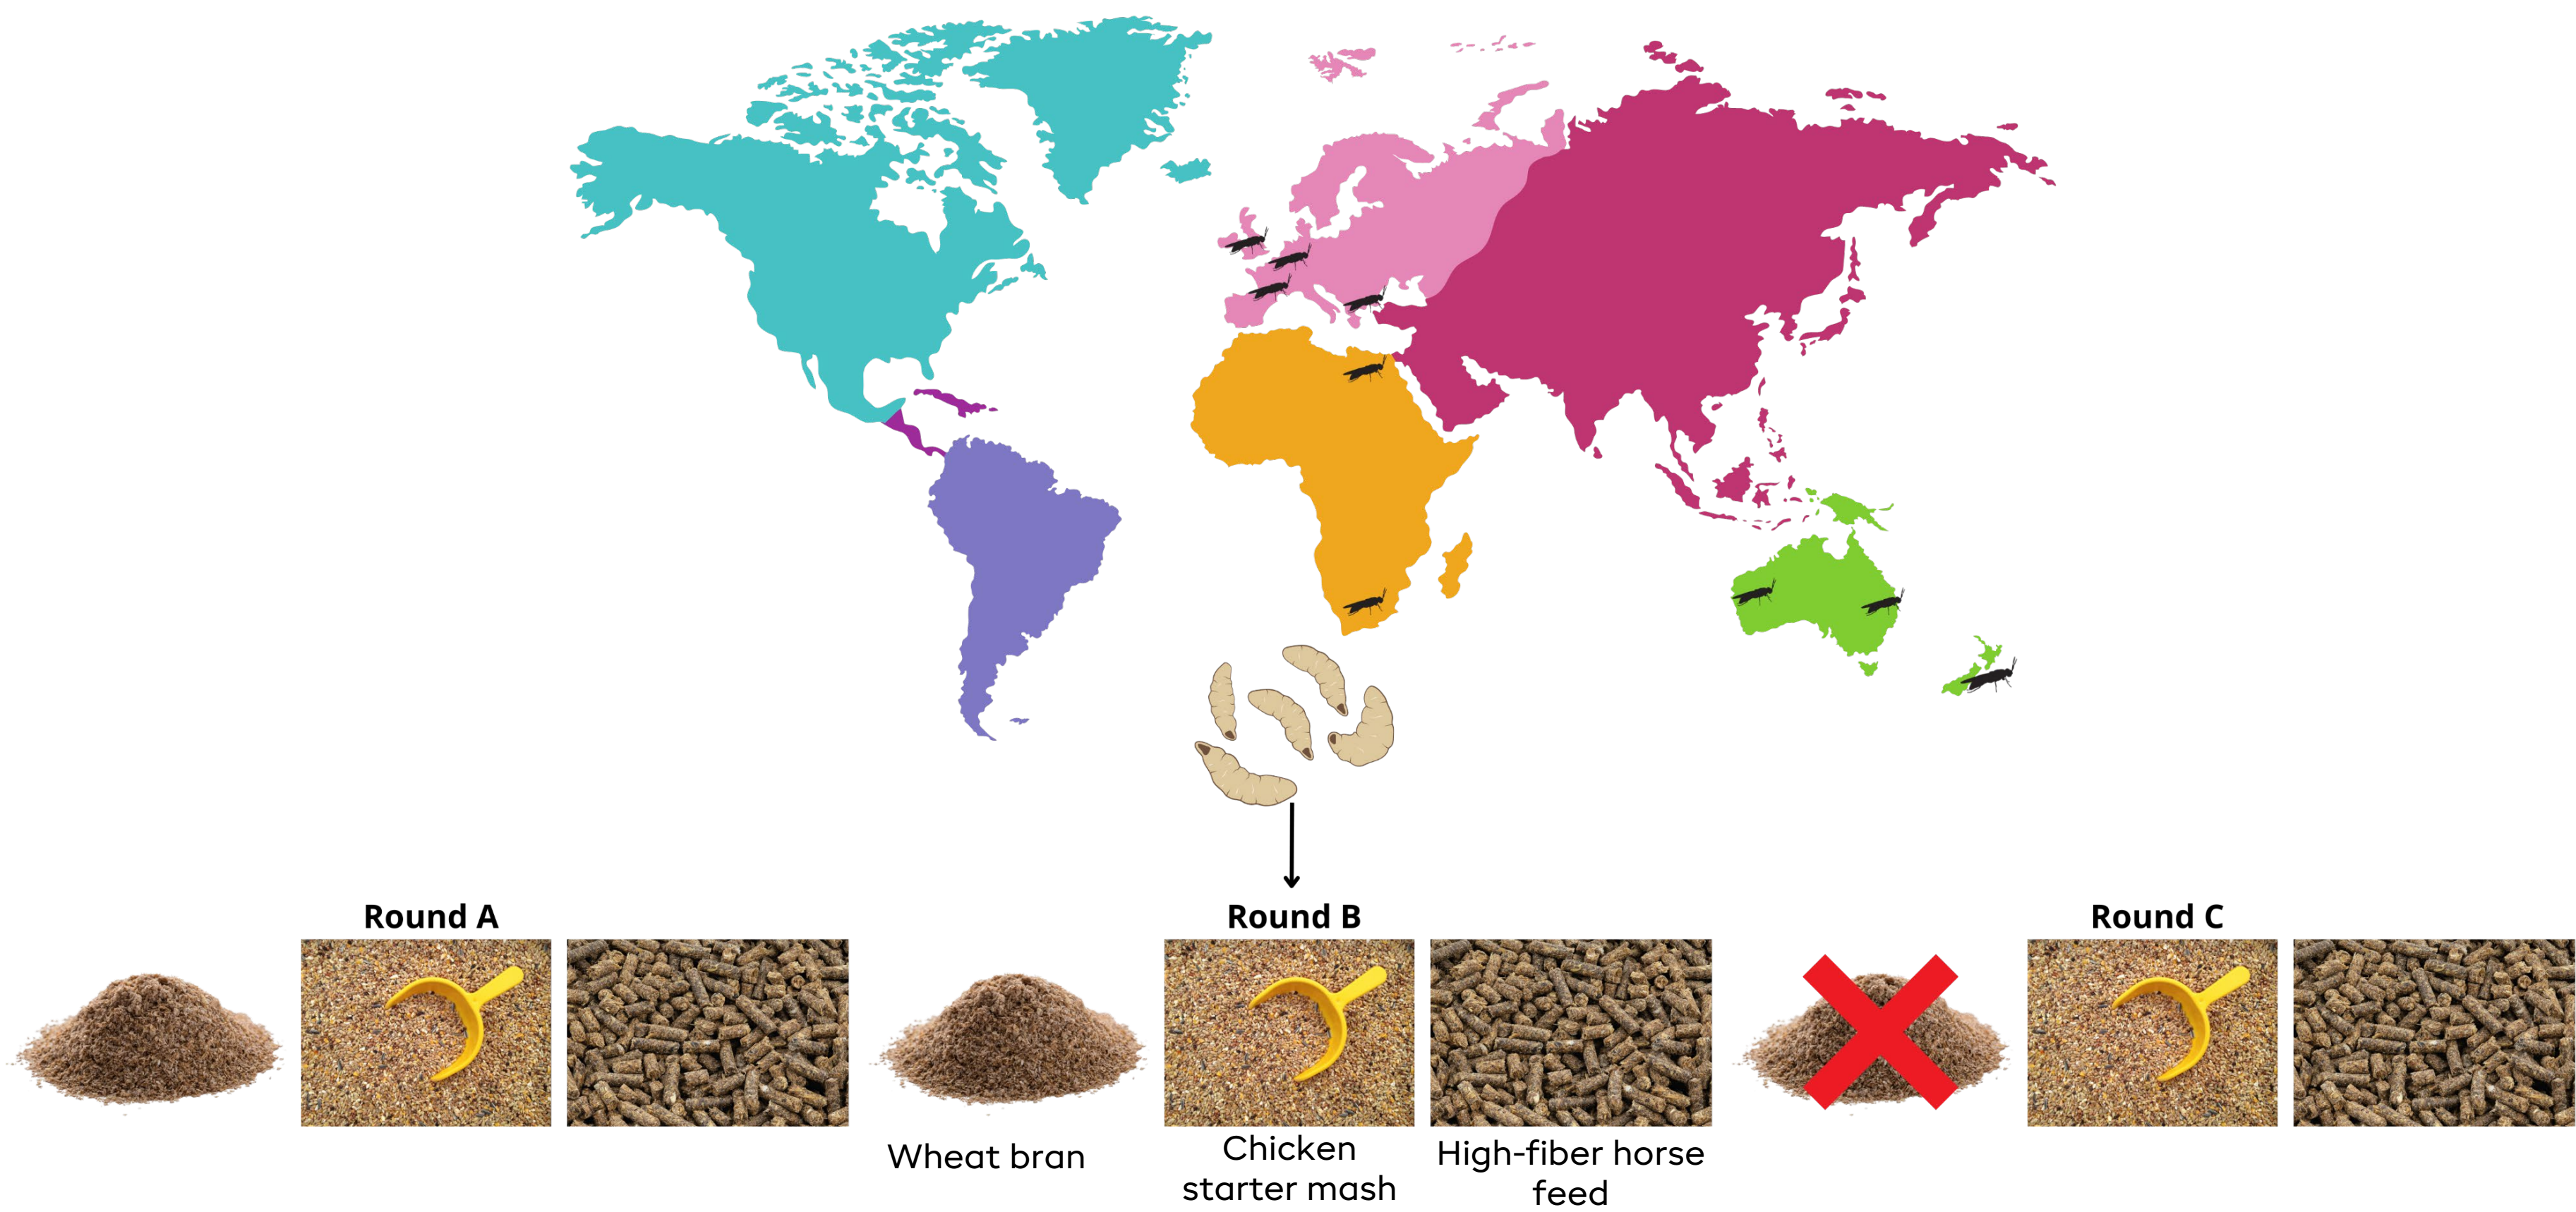 Round A
Round B
Round C
Wheat bran
Chicken
starter mash
High-fiber horse
feed